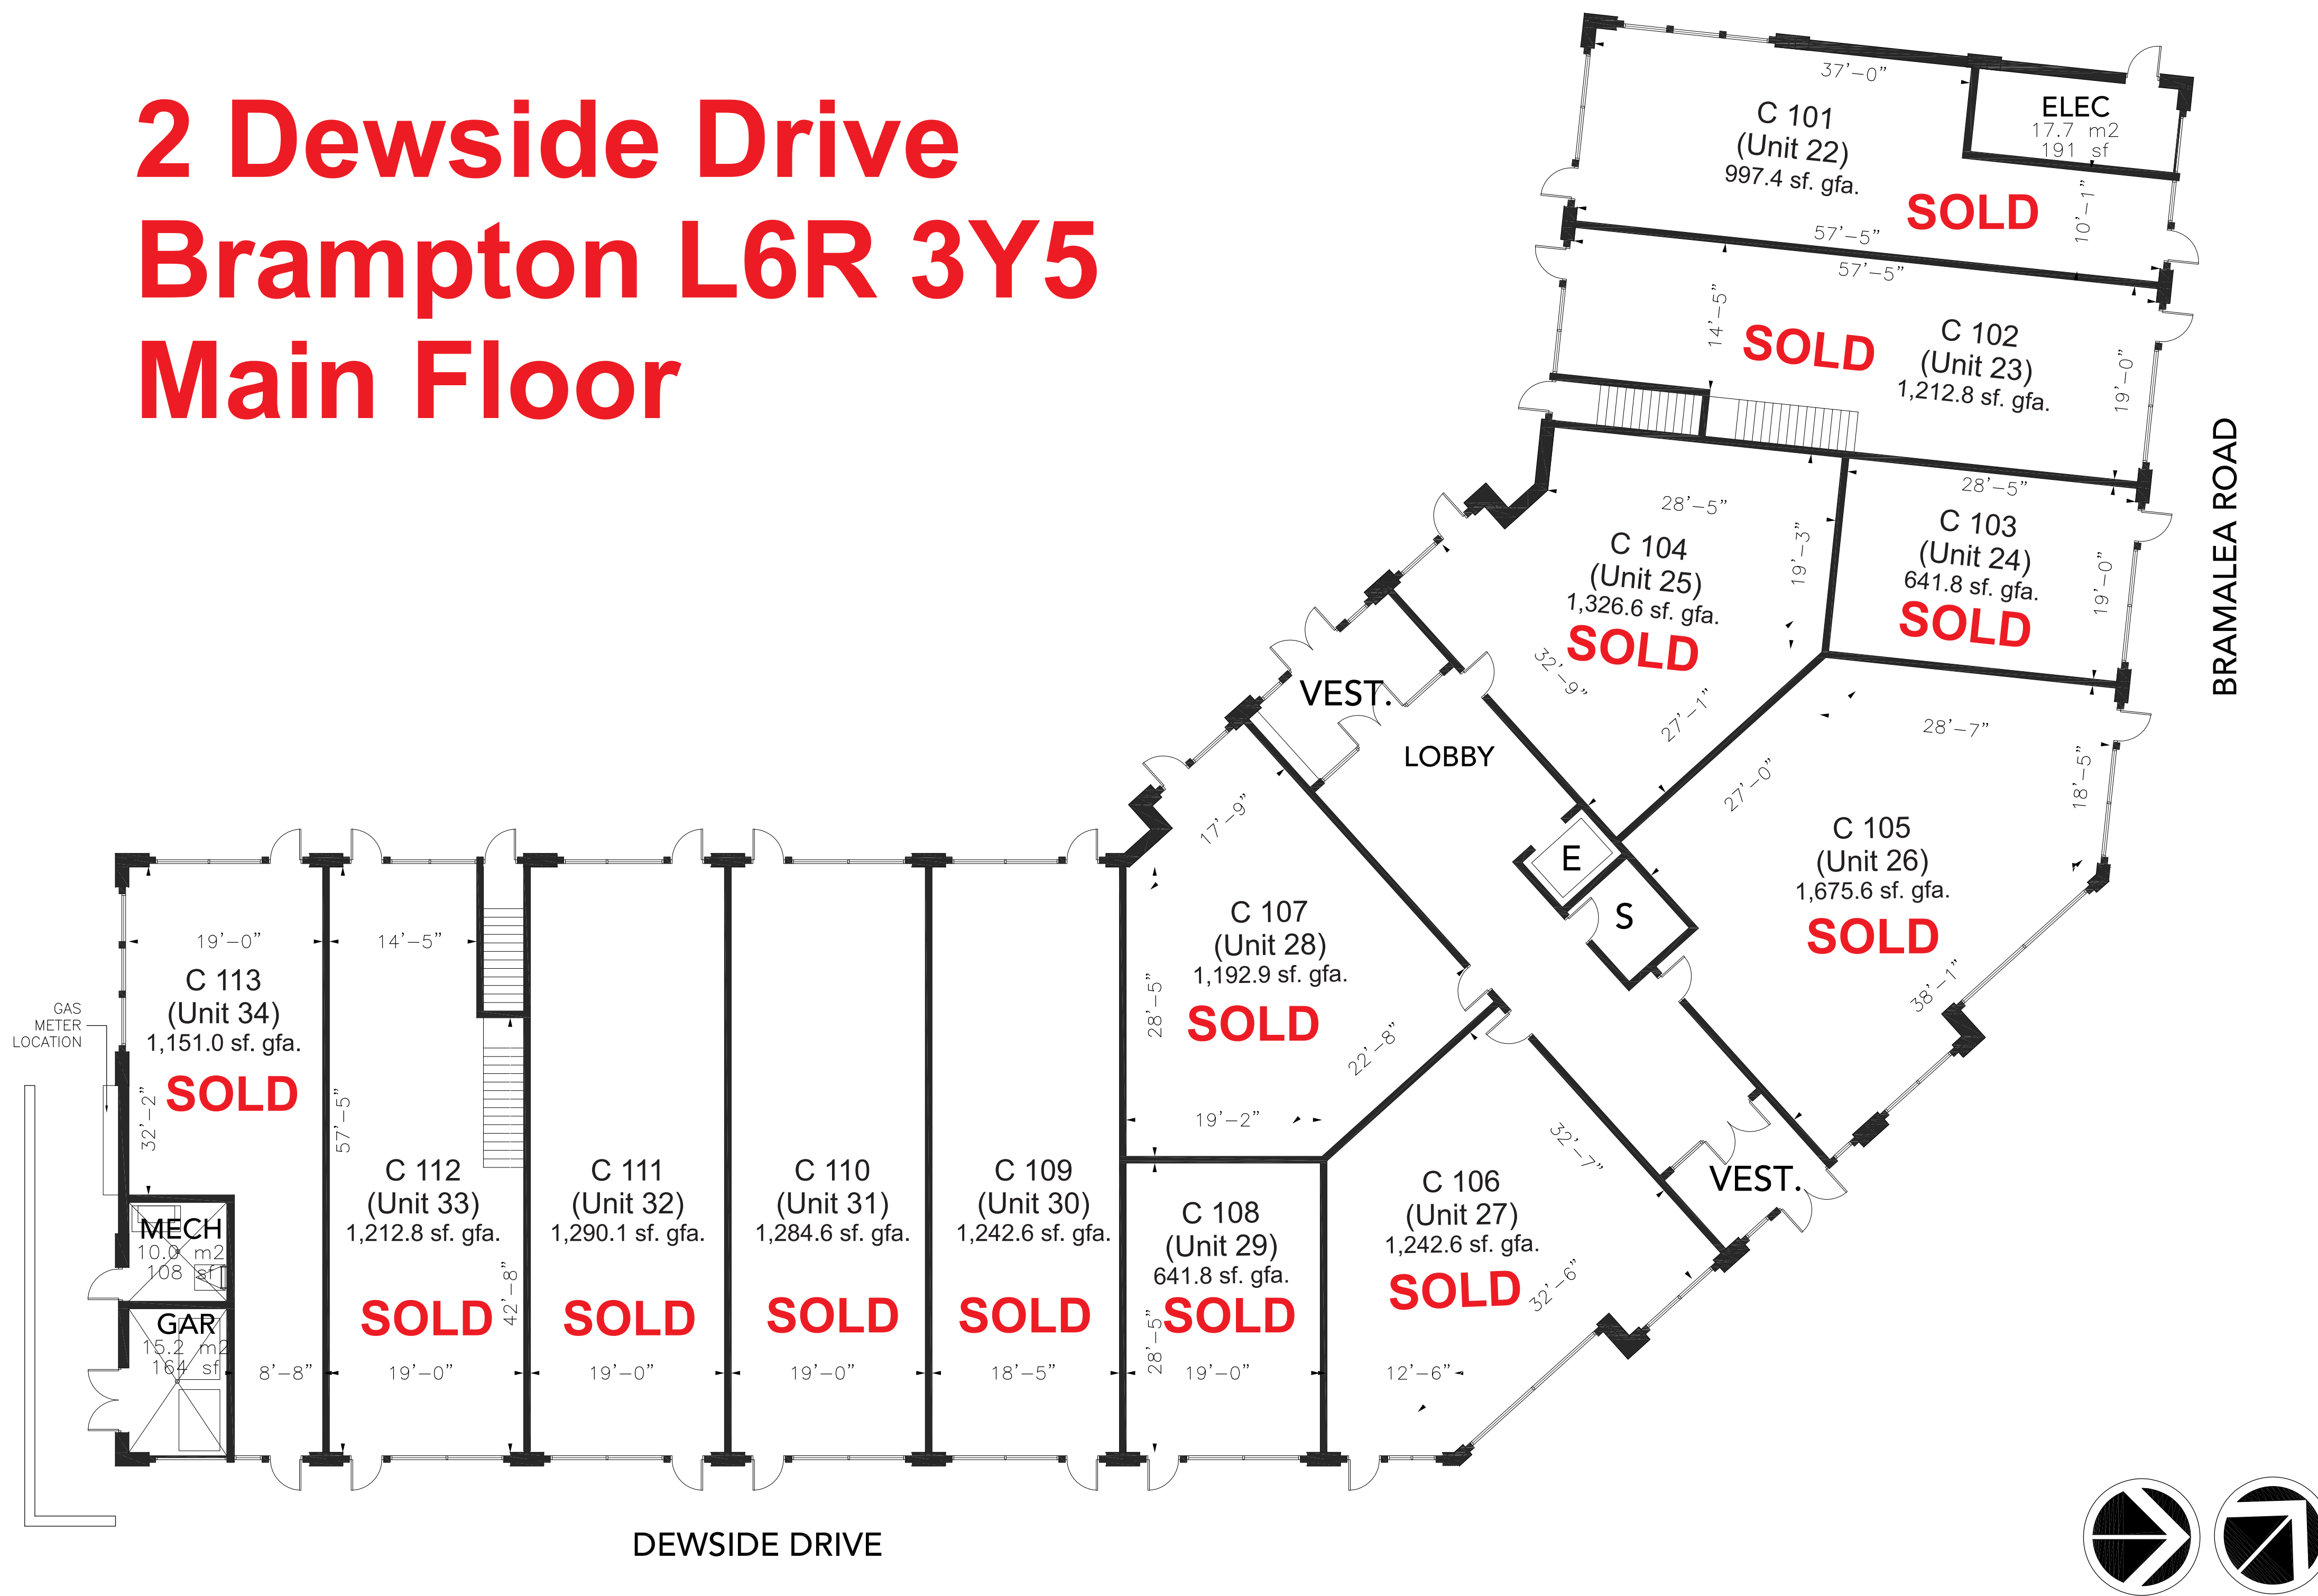 2 Dewside Drive
Brampton L6R 3Y5
Main Floor
37'-0"
C 101
(Unit 22)
997.4 sf. gfa.
SOLD
ELEC
17.7 m2
191 sf
10'-1"
57'-5"
57'-5"
14'-5"
SOLD
C 102
(Unit 23)
1,212.8 sf. gfa.
19'-0"
BRAMALEA ROAD
28'-5"
C 103
(Unit 24)
641.8 sf. gfa.
SOLD
19'-0"
28'-5"
C 104
(Unit 25)
1,326.6 sf. gfa.
SOLD
19'-3"
32'-9"
27'-1"
VEST.
LOBBY
E
S
28'-7"
27'-0"
18'-5"
C 105
(Unit 26)
1,675.6 sf. gfa.
SOLD
38'-1"
17'-9"
C 107
(Unit 28)
1,192.9 sf. gfa.
SOLD
28'-5"
22'-8"
19'-2"
19'-0"
C 113
(Unit 34)
1,151.0 sf. gfa.
SOLD
GAS
METER
LOCATION
32'-2"
MECH
10.0 m2
108 sf
GAR
15.2 m2
164 sf
8'-8"
14'-5"
57'-5"
C 112
(Unit 33)
1,212.8 sf. gfa.
SOLD
42'-8"
19'-0"
C 111
(Unit 32)
1,290.1 sf. gfa.
SOLD
19'-0"
C 110
(Unit 31)
1,284.6 sf. gfa.
SOLD
19'-0"
C 109
(Unit 30)
1,242.6 sf. gfa.
SOLD
18'-5"
C 108
(Unit 29)
641.8 sf. gfa.
SOLD
28'-5"
19'-0"
C 106
(Unit 27)
1,242.6 sf. gfa.
SOLD
32'-7"
32'-6"
12'-6"
VEST.
DEWSIDE DRIVE